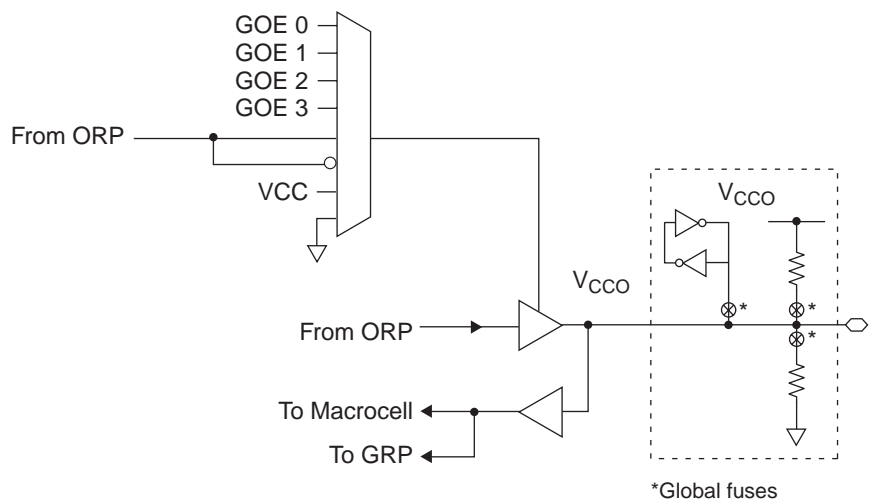 GOE 0
GOE 1
GOE 2
GOE 3
From ORP
VCC
VCCO
VCCO
*
*
*
From ORP
To Macrocell
To GRP
*Global fuses